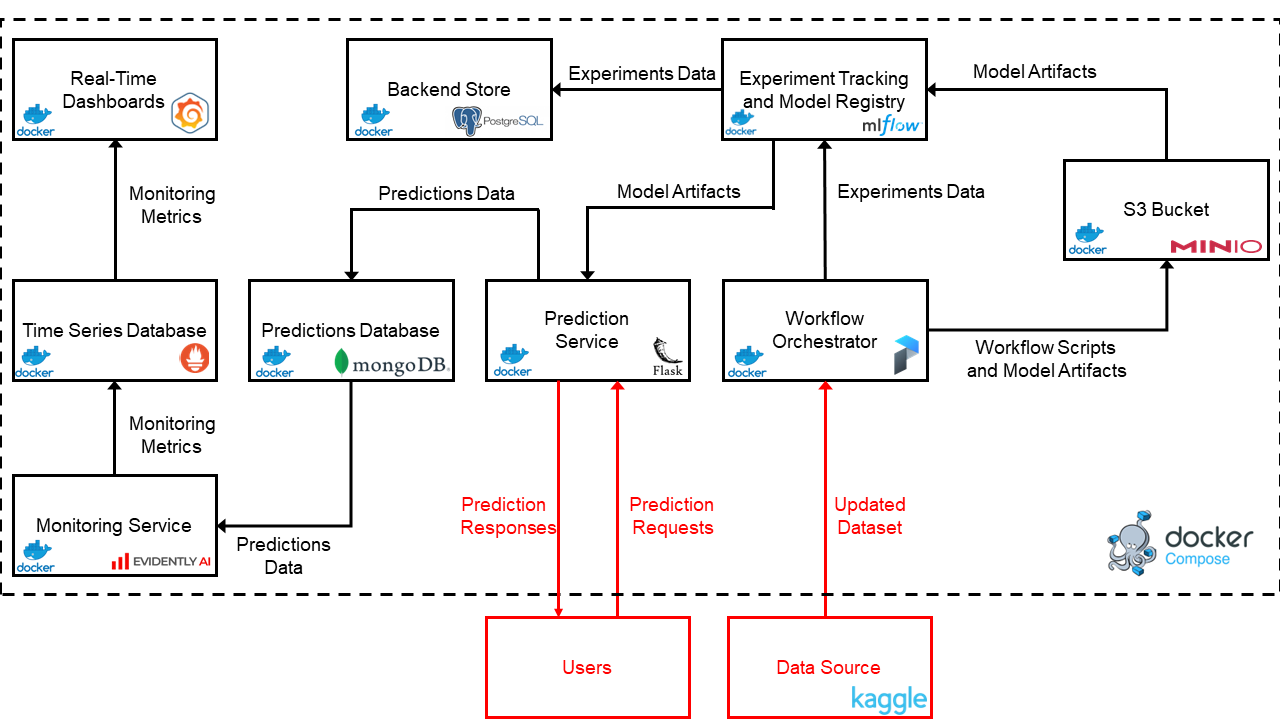 Real-Time
Dashboards
docker
Backend Store
docker
PostgreSQL
Experiments Data
Experiment Tracking
and Model Registry
docker
mlflow
Model Artifacts
Monitoring
Metrics
Predictions Data
Model Artifacts
Experiments Data
S3 Bucket
docker
MINIO
Time Series Database
docker
Predictions Database
docker
mongoDB
Prediction
Service
docker
Flask
Workflow
Orchestrator
docker
Workflow Scripts
and Model Artifacts
Monitoring
Metrics
Monitoring Service
docker
EVIDENTLY AI
Predictions
Data
Prediction
Responses
Prediction
Requests
Updated
Dataset
docker
Compose
Users
Data Source
kaggle